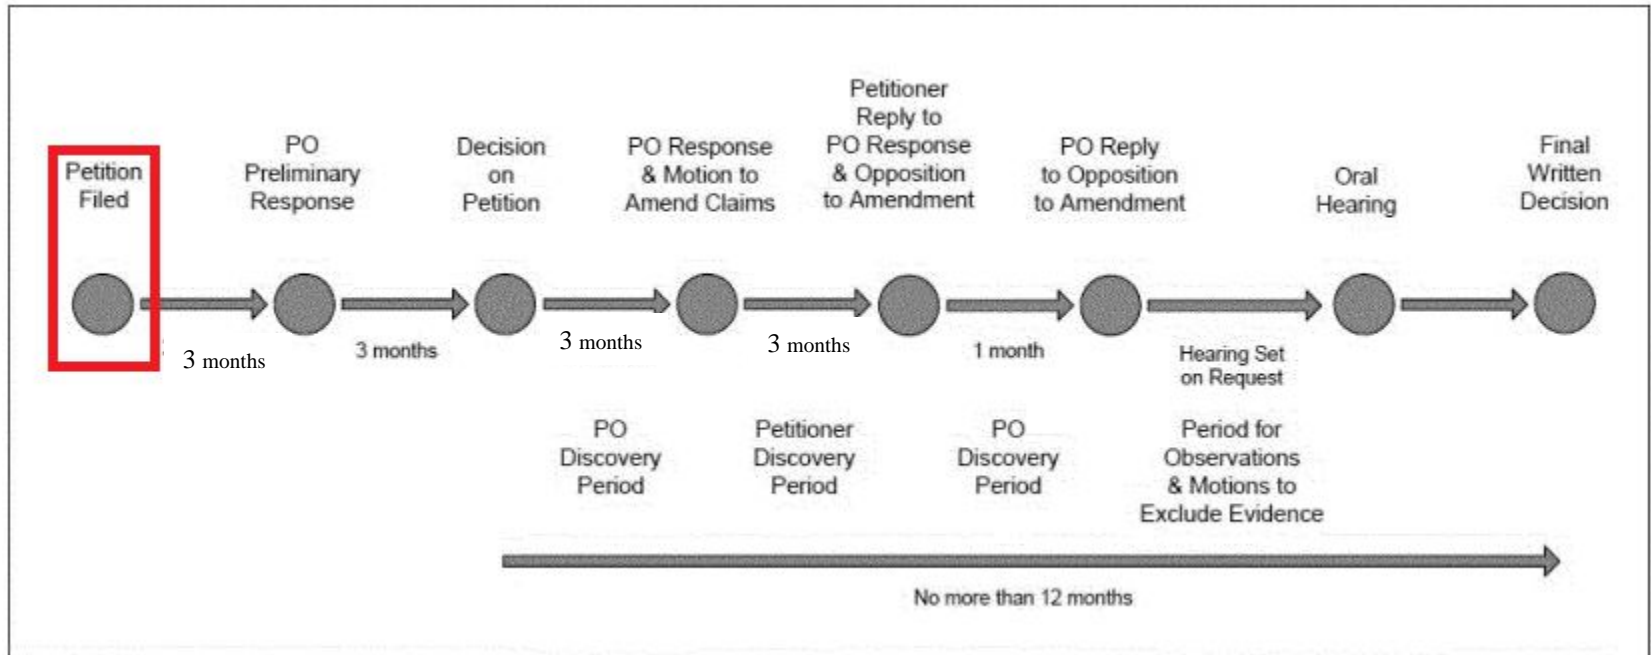 Petition
Filed
PO
Preliminary
Response
Decision
on
Petition
PO Response
& Motion to
Amend Claims
Petitioner
Reply to
PO Response
& Opposition
to Amendment
PO Reply
to Opposition
to Amendment
Oral
Hearing
Final
Written
Decision
3 months
3 months
3 months
3 months
1 month
Hearing Set
on Request
PO
Discovery
Period
Petitioner
Discovery
Period
PO
Discovery
Period
Period for
Observations
& Motions to
Exclude Evidence
No more than 12 months